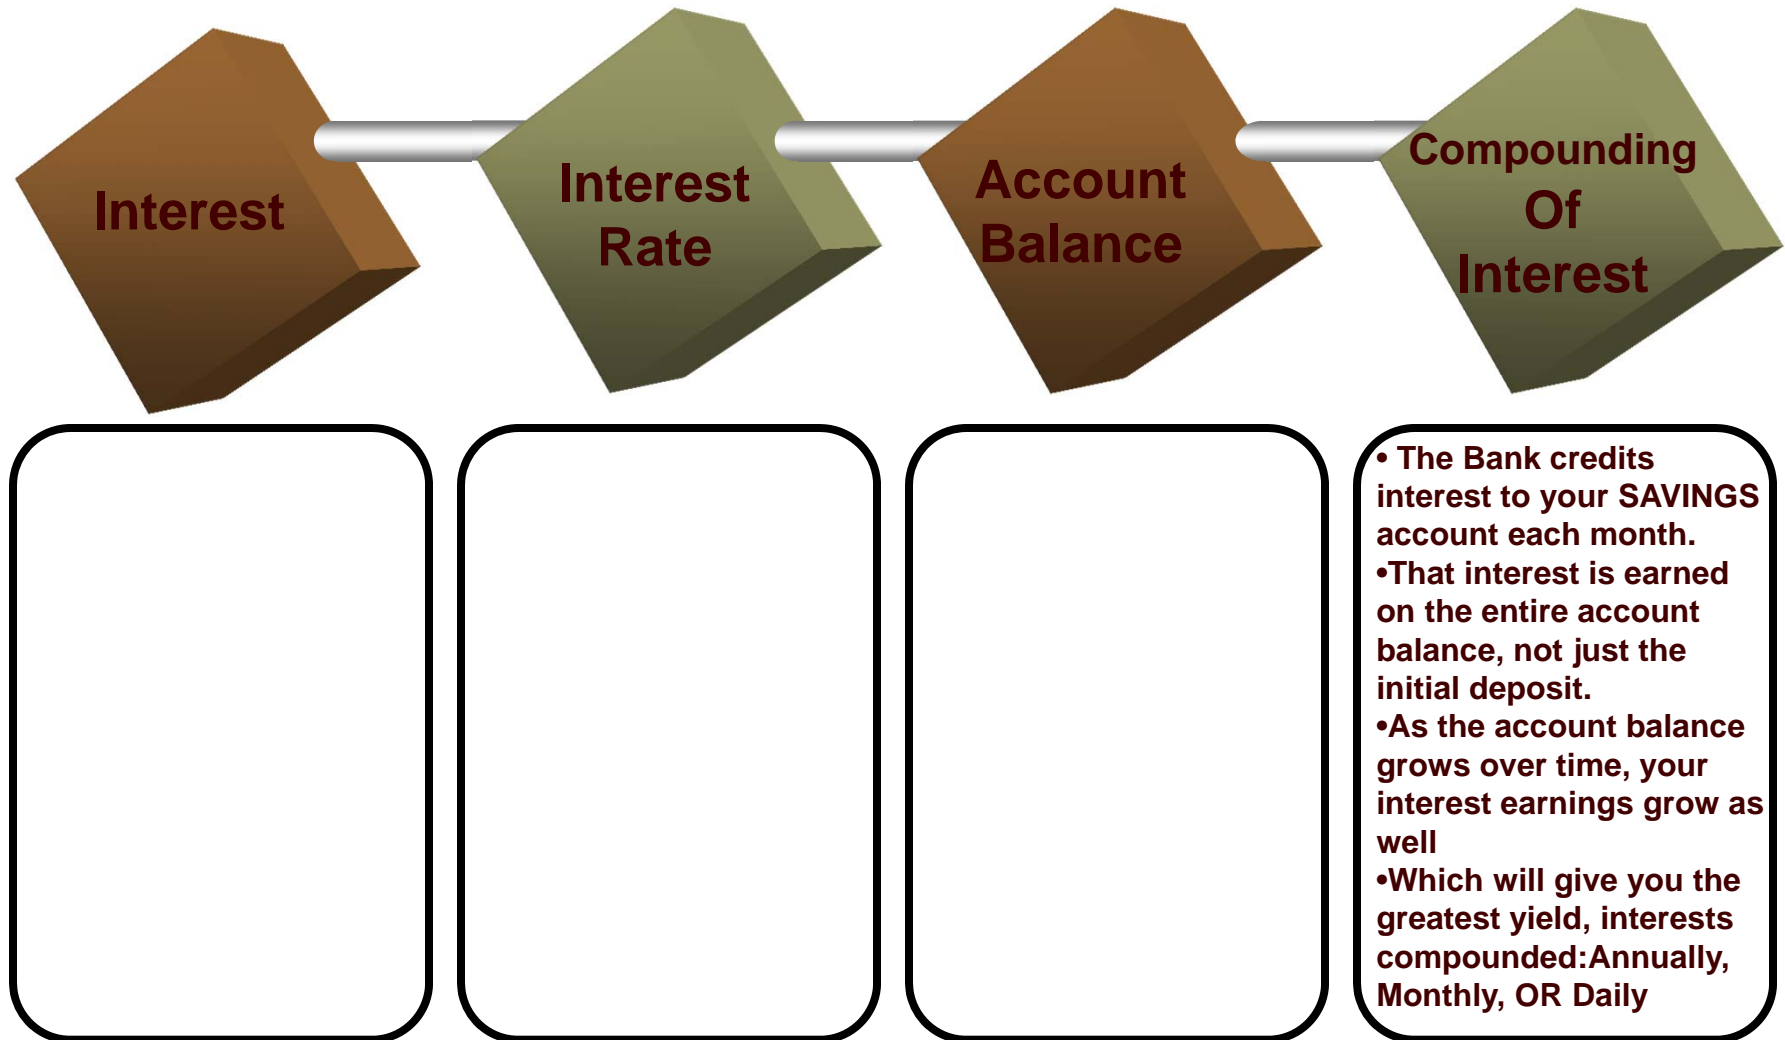 Interest
Interest
Rate
Account
Balance
Compounding
Of
Interest
• The Bank credits
interest to your SAVINGS
account each month.
•That interest is earned
on the entire account
balance, not just the
initial deposit.
•As the account balance
grows over time, your
interest earnings grow as
well
•Which will give you the
greatest yield, interests
compounded:Annually,
Monthly, OR Daily